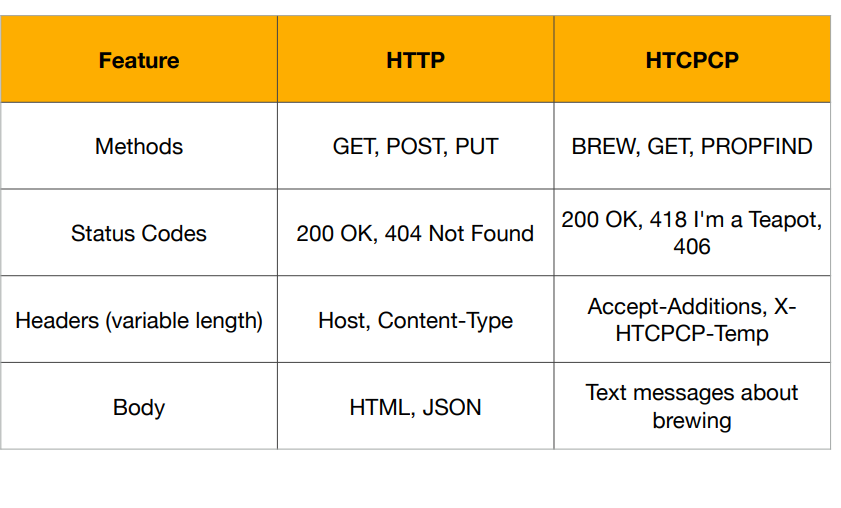 Feature HTTP HTCPCP
Methods GET, POST, PUT BREW, GET, PROPFIND
Status Codes 200 OK, 404 Not Found 200 OK, 418 I'm a Teapot,
406
Headers (variable length) Host, Content-Type Accept-Additions, X-
HTCPCP-Temp
Body HTML, JSON Text messages about
brewing